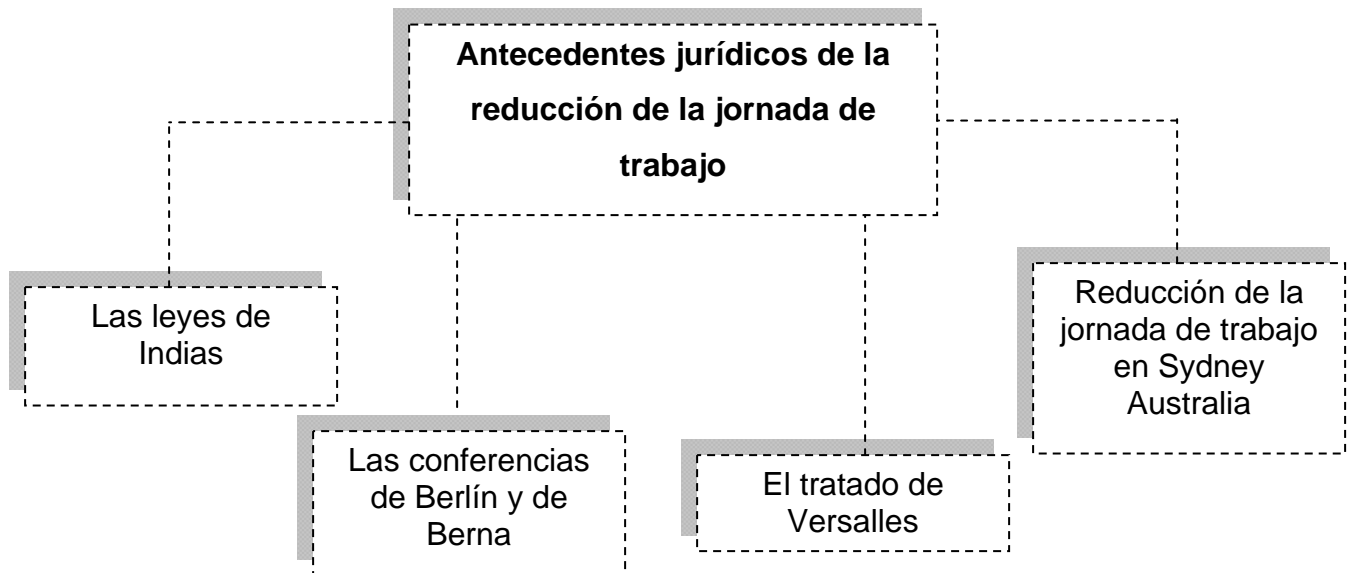 Antecedentes jurídicos de la
reducción de la jornada de
trabajo
Las leyes de
Indias
Las conferencias
de Berlín y de
Berna
El tratado de
Versalles
Reducción de la
jornada de trabajo
en Sydney
Australia